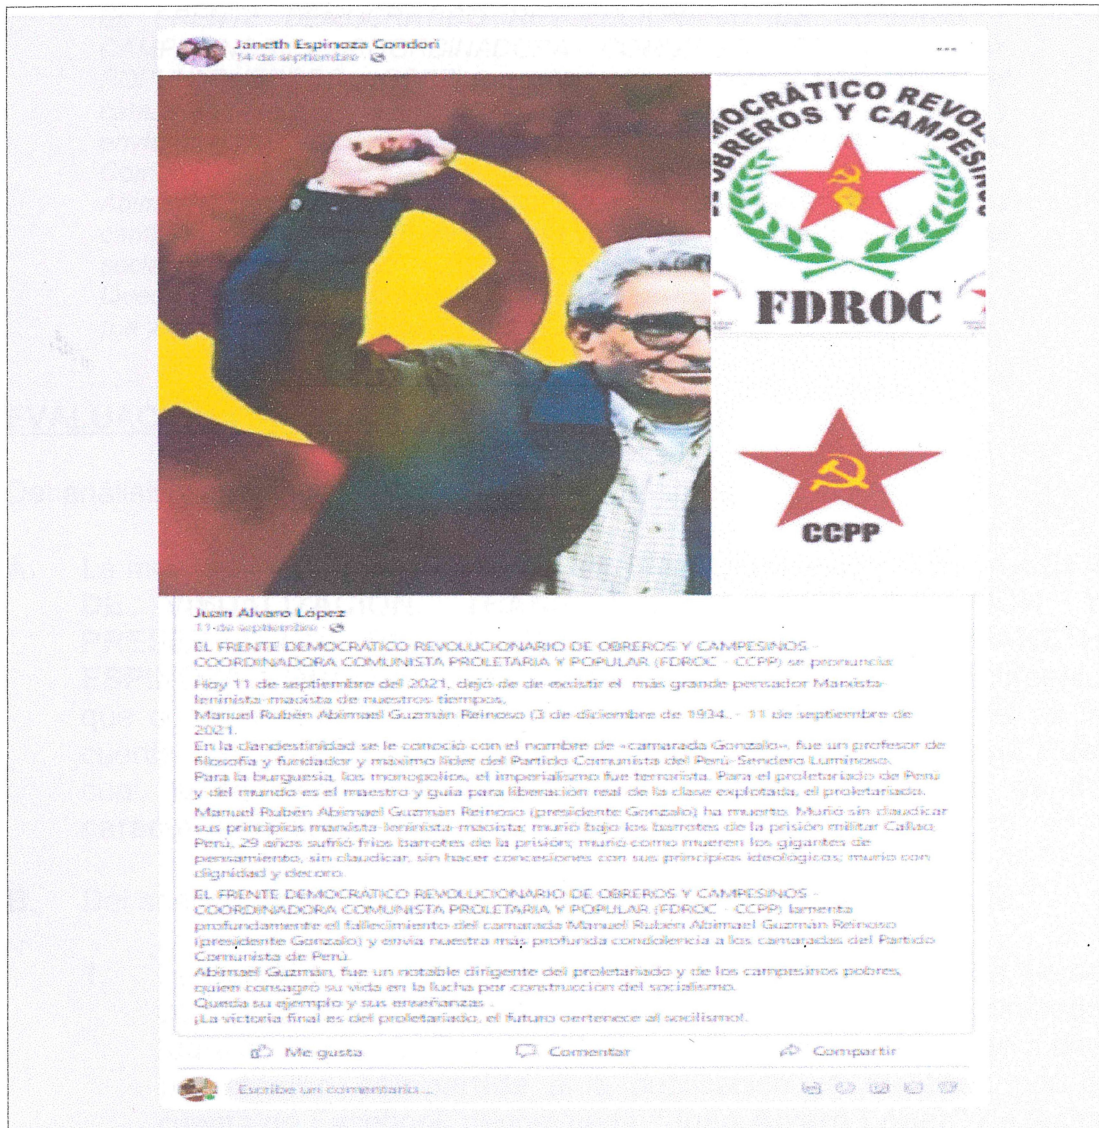 Janeth Espinoza Condori
14 de septiembre
MOCRÁTICO REVOL
OBREROS Y CAMPESINOS
FDROC
CCPP
Juan Alvaro López
11 de septiembre
EL FRENTE DEMOCRÁTICO REVOLUCIONARIO DE OBREROS Y CAMPESINOS -
COORDINADORA COMUNISTA PROLETARIA Y POPULAR (FDROC - CCPP) se pronuncia:
Hoy 11 de septiembre del 2021, dejó de de existir el más grande pensador Marxista-
leninista-maoista de nuestros tiempos,
Manuel Rubén Abimael Guzmán Reinoso (3 de diciembre de 1934. - 11 de septiembre de
2021.
En la clandestinidad se le conoció con el nombre de «camarada Gonzalo», fue un profesor de
filosofía y fundador y maximo líder del Partido Comunista del Perú-Sendero Luminoso.
Para la burguesía, los monopolios, el imperialismo fue terrorista. Para el proletariado de Perú
y del mundo es el maestro y guía para liberación real de la clase explotada, el proletariado.
Manuel Rubén Abimael Guzmán Reinoso (presidente Gonzalo) ha muerto. Murió sin claudicar
sus principios marxista-leninista-maoista; murió bajo los barrotes de la prisión militar Callao,
Perú, 29 años sufrió fríos barrotes de la prisión; murió como mueren los gigantes de
pensamiento, sin claudicar, sin hacer concesiones con sus principios ideológicos; murio con
dignidad y decoro.
EL FRENTE DEMOCRÁTICO REVOLUCIONARIO DE OBREROS Y CAMPESINOS -
COORDINADORA COMUNISTA PROLETARIA Y POPULAR (FDROC - CCPP) lamenta
profundamente el fallecimiento del camarada Manuel Rubén Abimael Guzmán Reinoso
(presidente Gonzalo) y envia nuestra más profunda condolencia a los camaradas del Partido
Comunista de Perú.
Abimael Guzmán, fue un notable dirigente del proletariado y de los campesinos pobres,
quien consagró su vida en la lucha por construcción del socialismo.
Queda su ejemplo y sus enseñanzas .
¡La victoria final es del proletariado, el futuro pertenece al socilismo!.
Me gusta
Comentar
Compartir
Escribe un comentario...